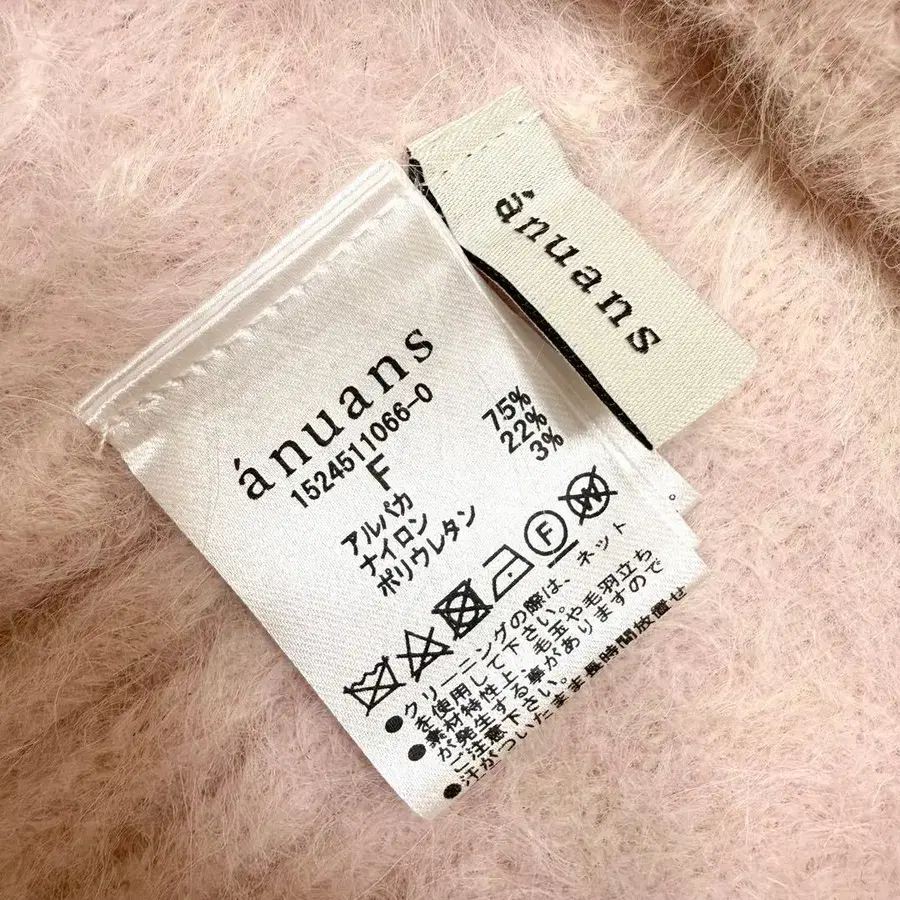 ánuans
ánuans
1524511066-0
F
アルパカ 75%
ナイロン 22%
ポリウレタン 3%
F
W
●クリーニングの際は、ネット
を使用して下さい。
●素材特性上、毛玉や毛羽立ち
が発生する事がありますので
ご注意下さい。
●汗がついたまま長時間放置せ